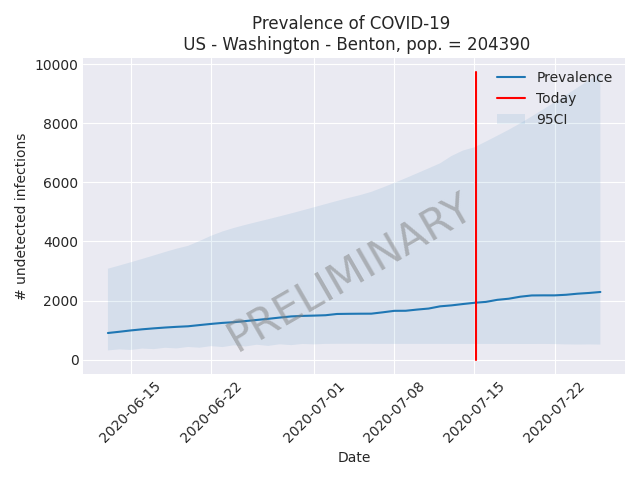 Prevalence of COVID-19
US - Washington - Benton, pop. = 204390
10000
8000
6000
4000
2000
0
# undetected infections
Prevalence
Today
95CI
PRELIMINARY
2020-06-15
2020-06-22
2020-07-01
2020-07-08
2020-07-15
2020-07-22
Date